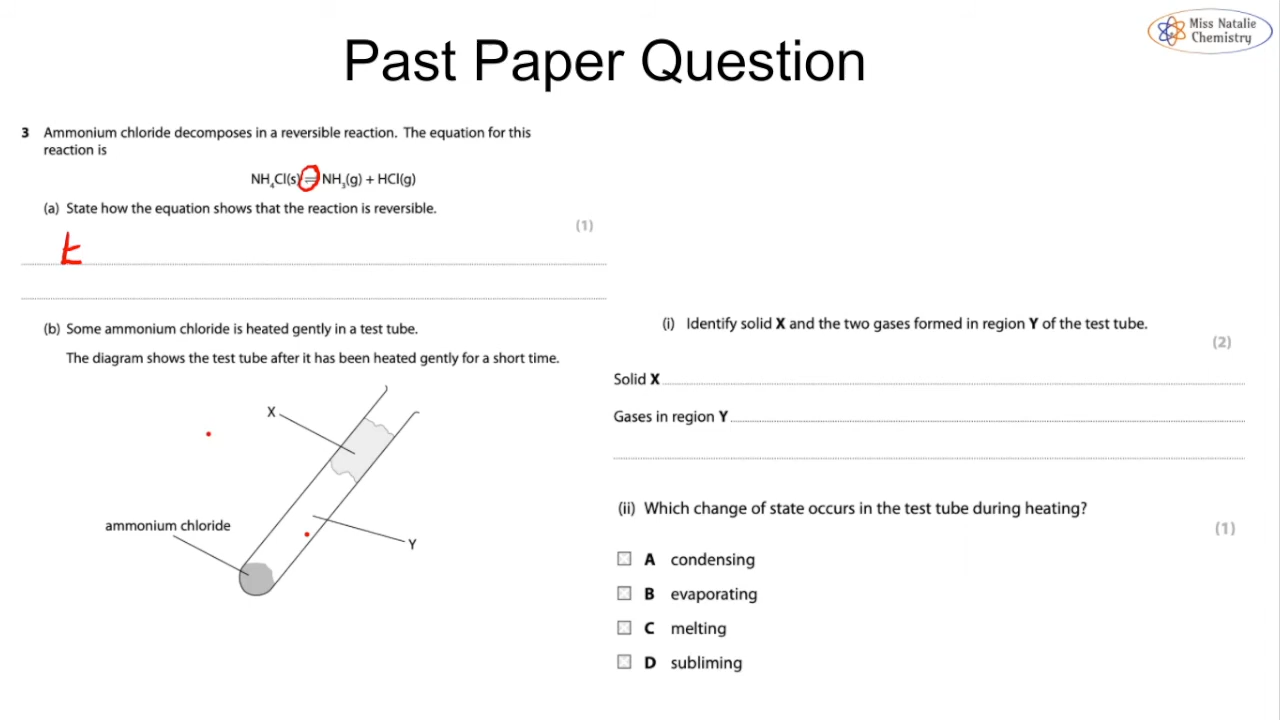 Miss Natalie
Chemistry
Past Paper Question
3 Ammonium chloride decomposes in a reversible reaction. The equation for this
reaction is
NH₄Cl(s) ⇌ NH₃(g) + HCl(g)
(a) State how the equation shows that the reaction is reversible.
(1)
t
(b) Some ammonium chloride is heated gently in a test tube.
The diagram shows the test tube after it has been heated gently for a short time.
X
ammonium chloride
Y
(i) Identify solid X and the two gases formed in region Y of the test tube.
(2)
Solid X
Gases in region Y
(ii) Which change of state occurs in the test tube during heating?
(1)
A condensing
B evaporating
C melting
D subliming